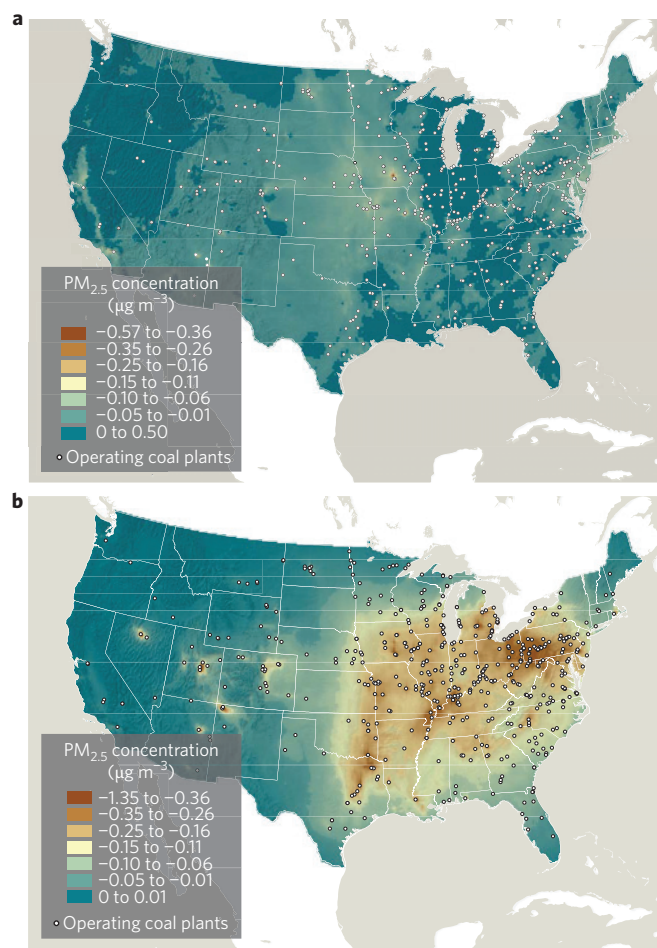 a
PM2.5 concentration
(µg m−3)
−0.57 to −0.36
−0.35 to −0.26
−0.25 to −0.16
−0.15 to −0.11
−0.10 to −0.06
−0.05 to −0.01
0 to 0.50
Operating coal plants
b
PM2.5 concentration
(µg m−3)
−1.35 to −0.36
−0.35 to −0.26
−0.25 to −0.16
−0.15 to −0.11
−0.10 to −0.06
−0.05 to −0.01
0 to 0.01
Operating coal plants